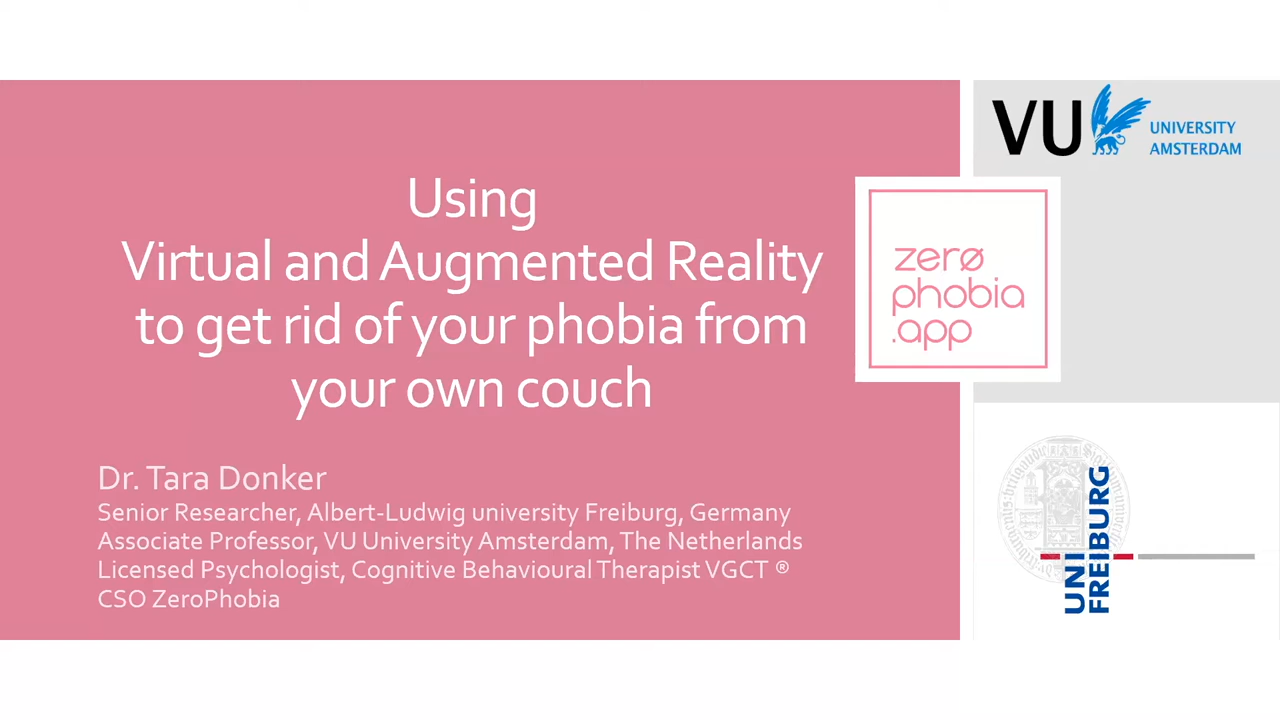 Using
Virtual and Augmented Reality
to get rid of your phobia from
your own couch
Dr. Tara Donker
Senior Researcher, Albert-Ludwig university Freiburg, Germany
Associate Professor, VU University Amsterdam, The Netherlands
Licensed Psychologist, Cognitive Behavioural Therapist VGCT ®
CSO ZeroPhobia
VU UNIVERSITY
AMSTERDAM
zerø
phobia
.app
UNI
FREIBURG